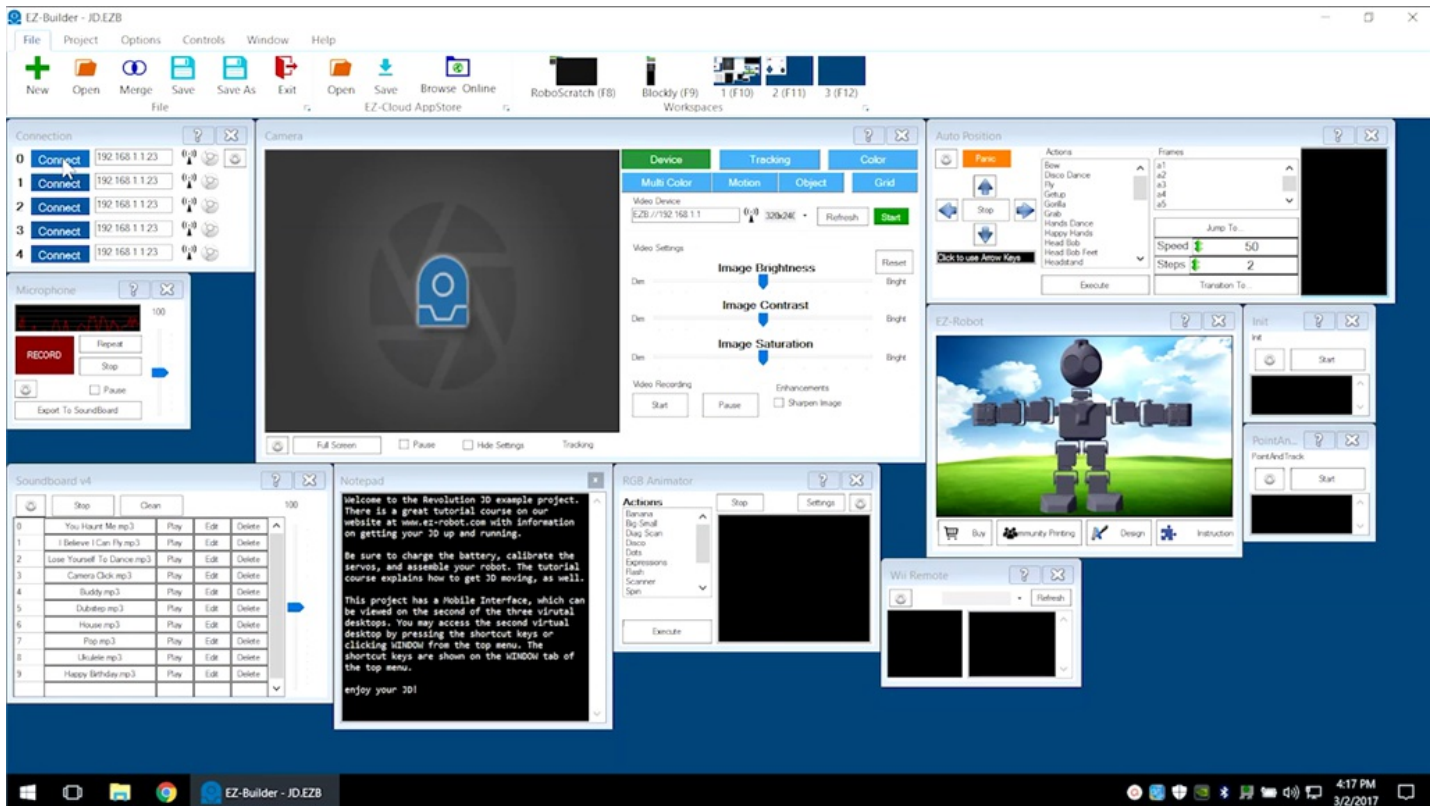 EZ-Builder - JD.EZB
File Project Options Controls Window Help
New Open Merge Save Save As Exit Open Save Browse Online RoboScratch (F8) Blockly (F9) 1 (F10) 2 (F11) 3 (F12)
File EZ-Cloud AppStore Workspaces
Connection
0 Connect 192.168.1.1:23
1 Connect 192.168.1.1:23
2 Connect 192.168.1.1:23
3 Connect 192.168.1.1:23
4 Connect 192.168.1.1:23
Camera
Device Tracking Color
Multi Color Motion Object Grid
Video Device
EZB://192.168.1.1 320x24( Refresh Start
Video Settings
Reset
Image Brightness
Dim Bright
Image Contrast
Dim Bright
Image Saturation
Dim Bright
Video Recording Enhancements
Start Pause Sharpen Image
Full Screen Pause Hide Settings Tracking
Auto Position
Panic
Stop
Click to use Arrow Keys
Actions
Bow
Disco Dance
Fly
Getup
Gorilla
Grab
Hands Dance
Happy Hands
Head Bob
Head Bob Feet
Headstand
Execute
Frames
a1
a2
a3
a4
a5
Jump To...
Speed 50
Steps 2
Transition To...
Microphone
100
RECORD
Repeat
Stop
Pause
Export To SoundBoard
EZ-Robot
Buy Community Printing Design Instruction
Init
Init
Start
PointAn...
PointAndTrack
Start
Soundboard v4
Stop Clean 100
0 You Haunt Me.mp3 Play Edit Delete
1 I Believe I Can Fly.mp3 Play Edit Delete
2 Lose Yourself To Dance.mp3 Play Edit Delete
3 Camera Click.mp3 Play Edit Delete
4 Buddy.mp3 Play Edit Delete
5 Dubstep.mp3 Play Edit Delete
6 House.mp3 Play Edit Delete
7 Pop.mp3 Play Edit Delete
8 Ukulele.mp3 Play Edit Delete
9 Happy Birthday.mp3 Play Edit Delete
Notepad
Welcome to the Revolution JD example project.
There is a great tutorial course on our
website at www.ez-robot.com with information
on getting your JD up and running.
Be sure to charge the battery, calibrate the
servos, and assemble your robot. The tutorial
course explains how to get JD moving, as well.
This project has a Mobile Interface, which can
be viewed on the second of the three virutal
desktops. You may access the second virtual
desktop by pressing the shortcut keys or
clicking WINDOW from the top menu. The
shortcut keys are shown on the WINDOW tab of
the top menu.
enjoy your JD!
RGB Animator
Actions Stop Settings
Banana
Big-Small
Diag Scan
Disco
Dots
Expressions
Flash
Scanner
Spin
Execute
Wii Remote
Refresh
EZ-Builder - JD.EZB
4:17 PM
3/2/2017